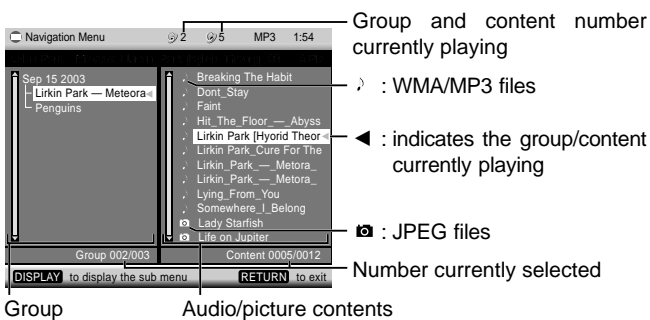 Navigation Menu 2 5 MP3 1:54
Sep 15 2003
Lirkin Park — Meteora
Penguins
Breaking The Habit
Dont_Stay
Faint
Hit_The_Floor_—_Abyss
Lirkin Park [Hyorid Theor
Lirkin Park_Cure For The
Lirkin_Park_—_Metora_
Lirkin_Park_—_Metora_
Lying_From_You
Somewhere_I_Belong
Lady Starfish
Life on Jupiter
Group 002/003
Content 0005/0012
DISPLAY to display the sub menu
RETURN to exit
Group and content number
currently playing
♪ : WMA/MP3 files
◀ : indicates the group/content
currently playing
: JPEG files
Number currently selected
Group
Audio/picture contents